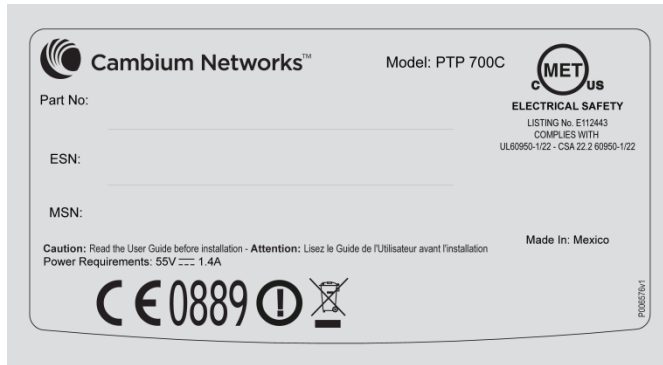 Cambium Networks™
Model: PTP 700C
Part No:
c MET us
ELECTRICAL SAFETY
LISTING No. E112443
COMPLIES WITH
UL60950-1/22 - CSA 22.2 60950-1/22
ESN:
MSN:
Made In: Mexico
Caution: Read the User Guide before installation - Attention: Lisez le Guide de l'Utilisateur avant l'installation
Power Requirements: 55V ⎓ 1.4A
CE0889
P006576v1